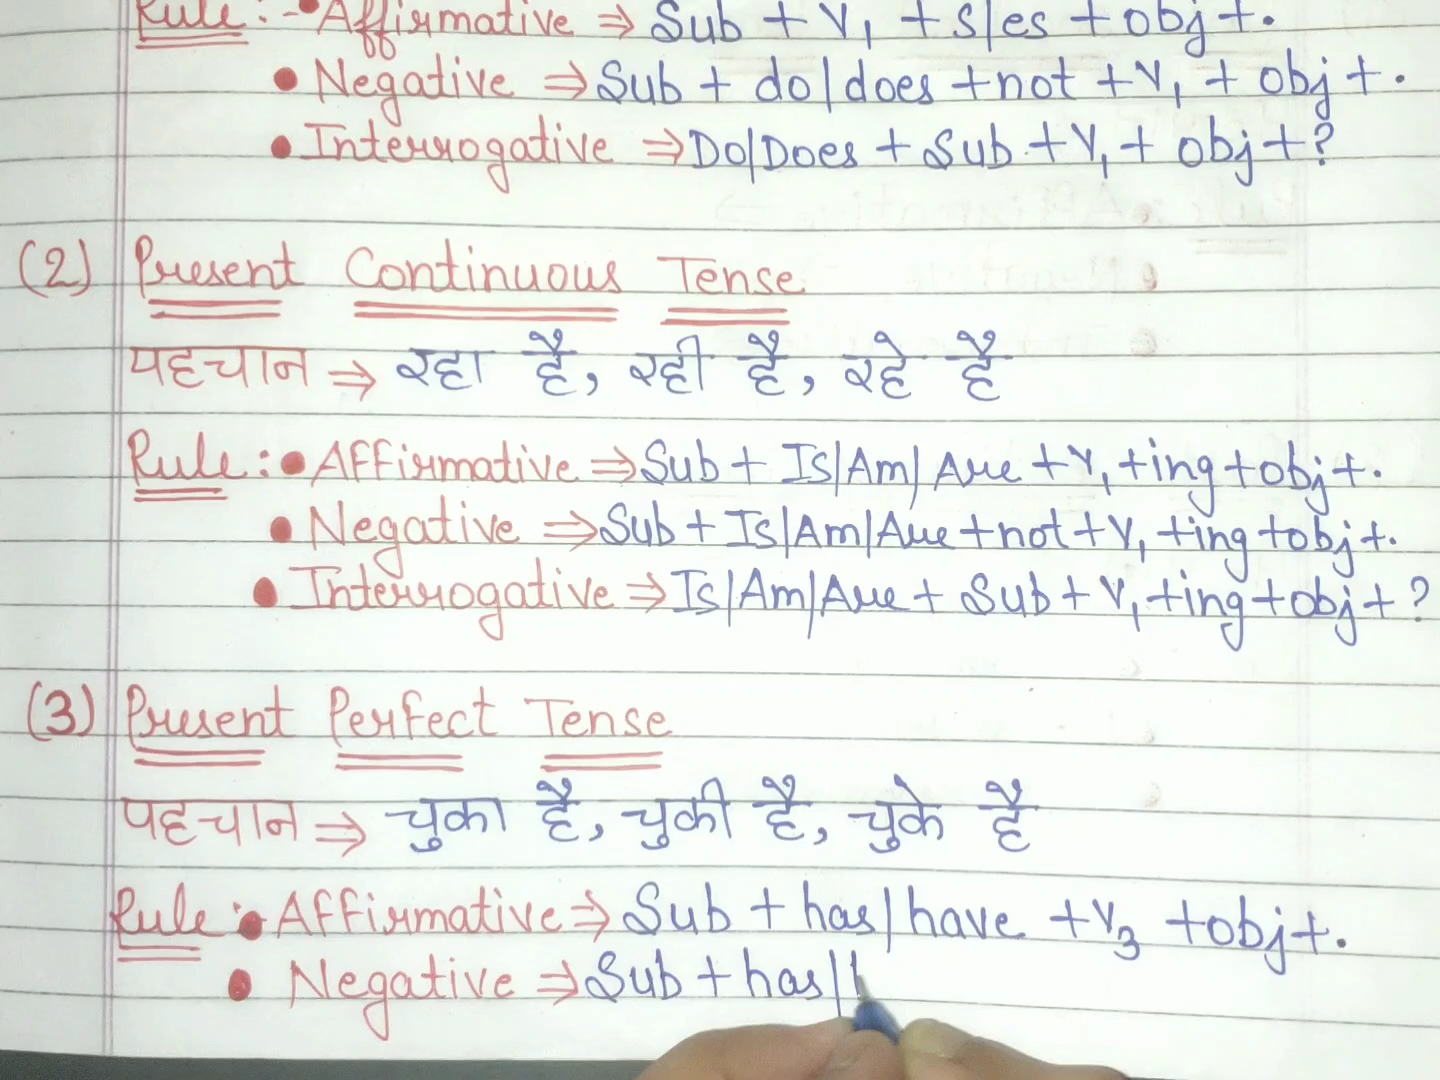 Rule :- • Affirmative ⇒ Sub + V₁ + s/es + obj + .
• Negative ⇒ Sub + do/does + not + V₁ + obj + .
• Interrogative ⇒ Do/Does + Sub + V₁ + obj + ?
(2) Present Continuous Tense
पहचान ⇒ रहा है, रही है, रहे है
Rule : • Affirmative ⇒ Sub + Is/Am/Are + V₁ + ing + obj + .
• Negative ⇒ Sub + Is/Am/Are + not + V₁ + ing + obj + .
• Interrogative ⇒ Is/Am/Are + Sub + V₁ + ing + obj + ?
(3) Present Perfect Tense
पहचान ⇒ चुका है, चुकी है, चुके है
Rule : • Affirmative ⇒ Sub + has/have + V₃ + obj + .
• Negative ⇒ Sub + has/